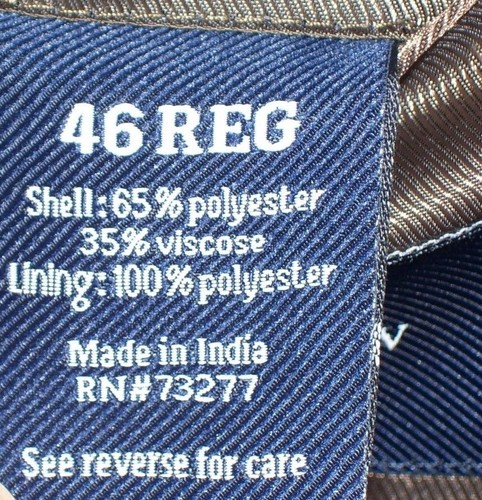 46 REG
Shell: 65% polyester
35% viscose
Lining: 100% polyester
Made in India
RN#73277
See reverse for care